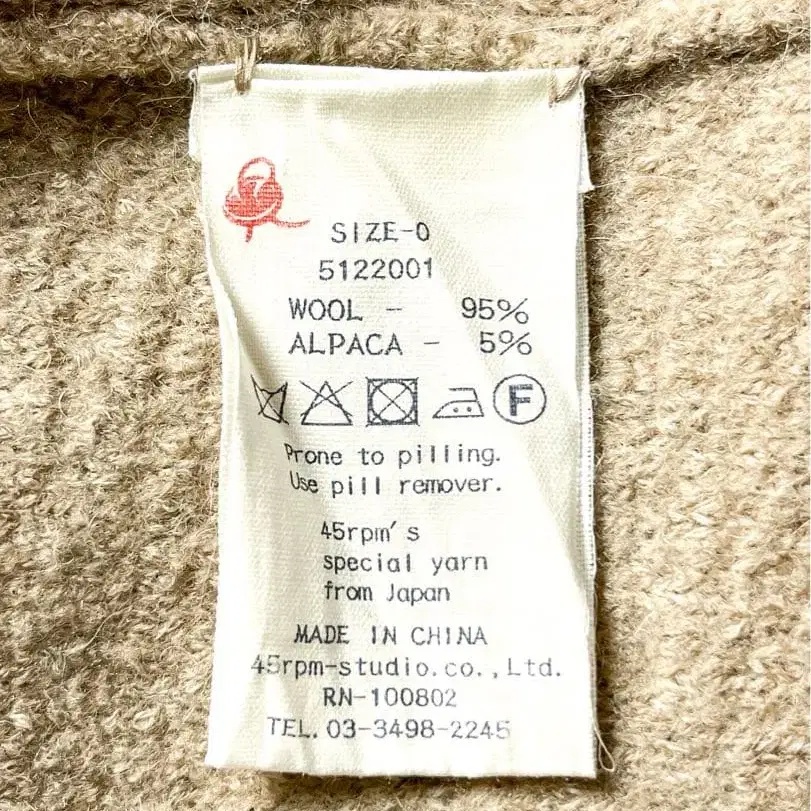 SIZE-0
5122001
WOOL - 95%
ALPACA - 5%
F
Prone to pilling.
Use pill remover.
45rpm's
special yarn
from Japan
MADE IN CHINA
45rpm-studio.co.,Ltd.
RN-100802
TEL. 03-3498-2245